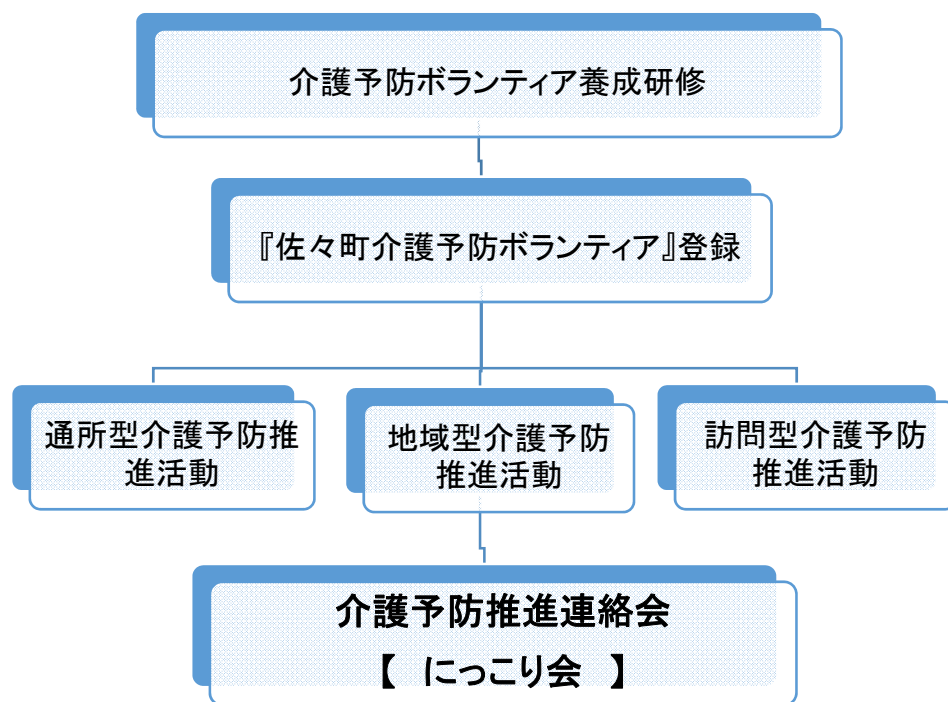 介護予防ボランティア養成研修
『佐々町介護予防ボランティア』登録
通所型介護予防推
進活動
地域型介護予防
推進活動
訪問型介護予防
推進活動
介護予防推進連絡会
【　にっこり会　】